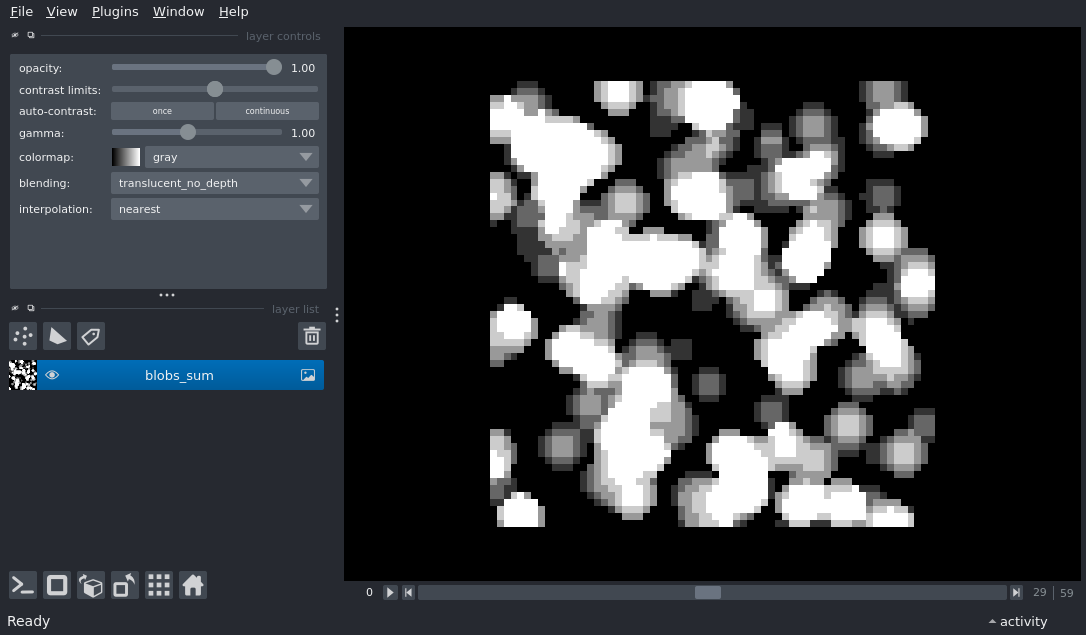 File View Plugins Window Help
layer controls
opacity: 1.00
contrast limits:
auto-contrast: once continuous
gamma: 1.00
colormap: gray
blending: translucent_no_depth
interpolation: nearest
layer list
blobs_sum
0 29 59
Ready activity